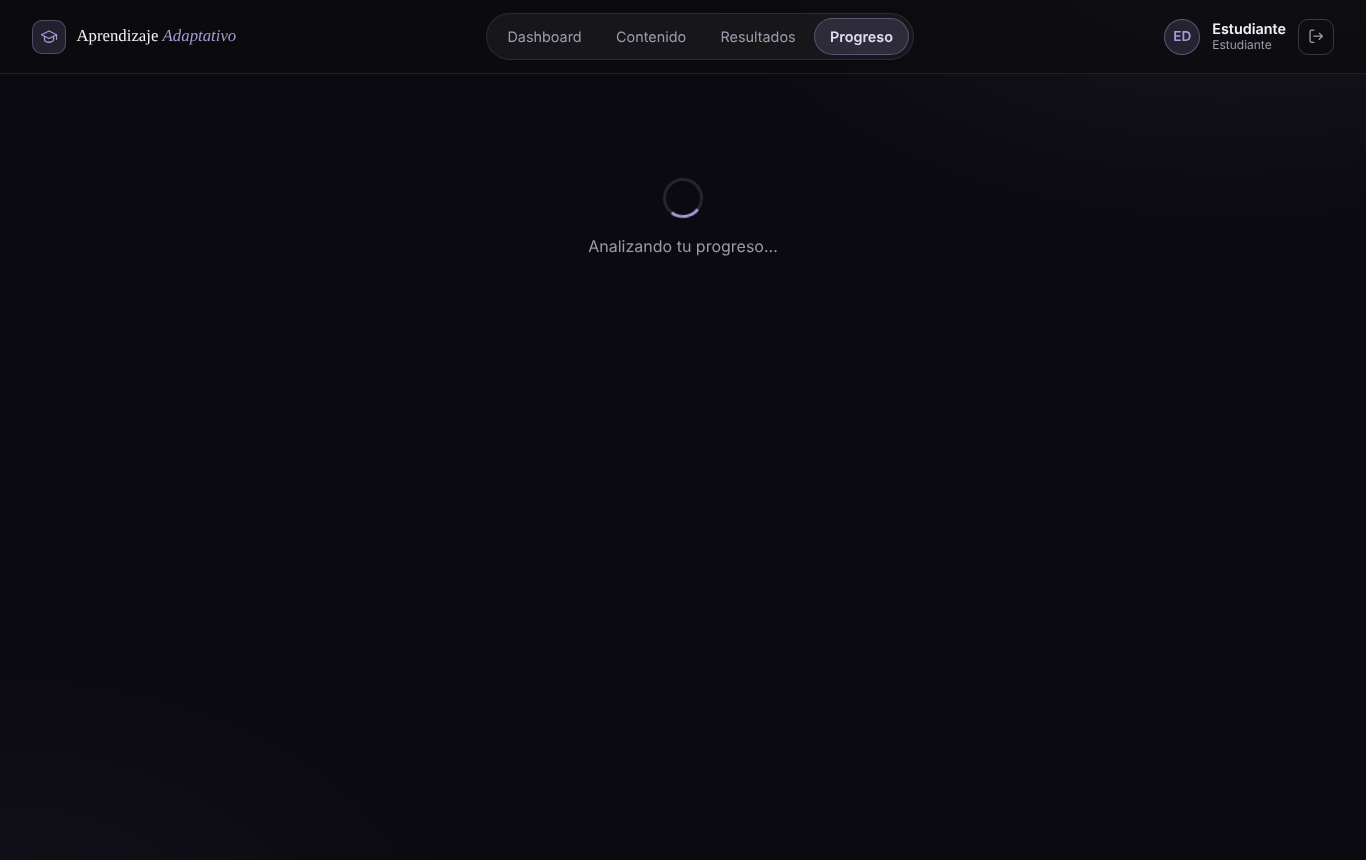 Aprendizaje Adaptativo
Dashboard
Contenido
Resultados
Progreso
ED
Estudiante
Estudiante
Analizando tu progreso...